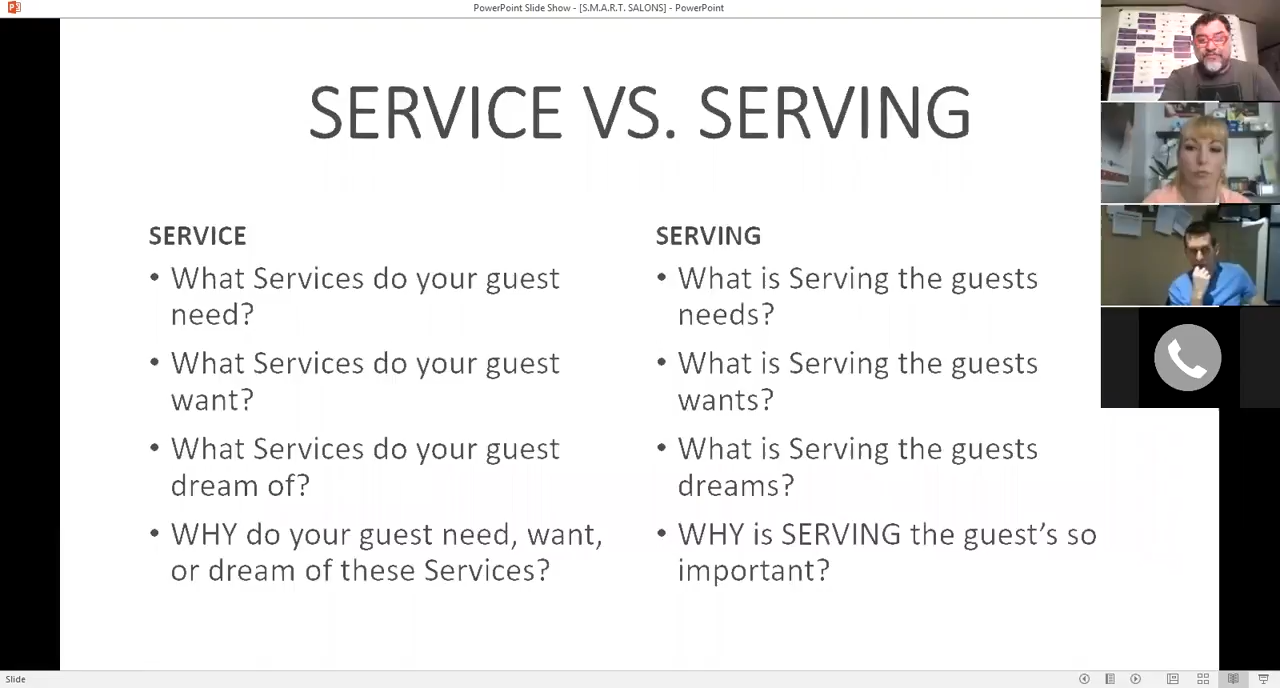 PowerPoint Slide Show - [S.M.A.R.T. SALONS] - PowerPoint
SERVICE VS. SERVING
SERVICE
• What Services do your guest
need?
• What Services do your guest
want?
• What Services do your guest
dream of?
• WHY do your guest need, want,
or dream of these Services?
SERVING
• What is Serving the guests
needs?
• What is Serving the guests
wants?
• What is Serving the guests
dreams?
• WHY is SERVING the guest’s so
important?
Slide